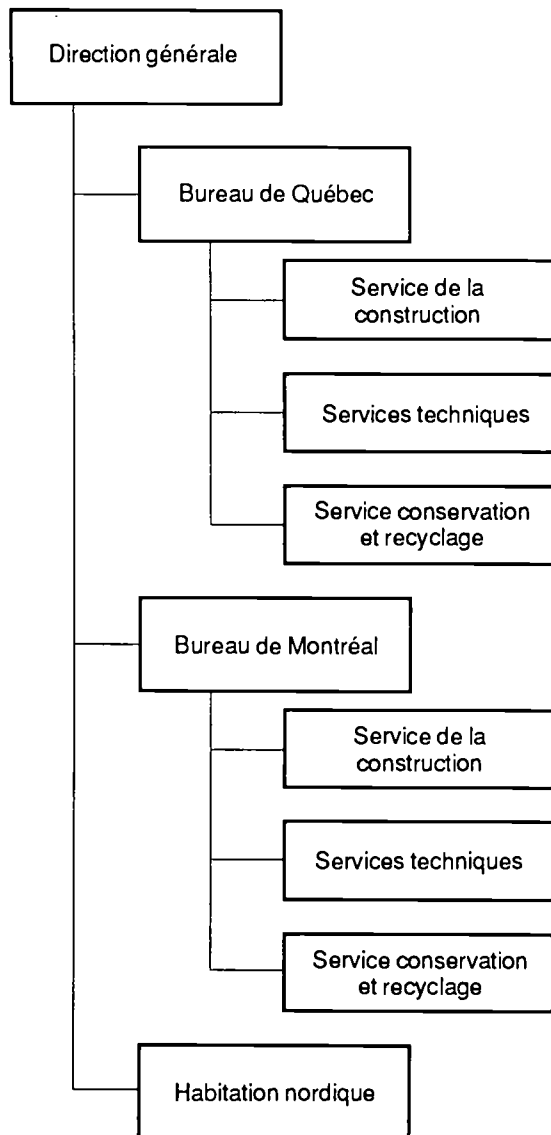 Direction générale
Bureau de Québec
Service de la
construction
Services techniques
Service conservation
et recyclage
Bureau de Montréal
Service de la
construction
Services techniques
Service conservation
et recyclage
Habitation nordique